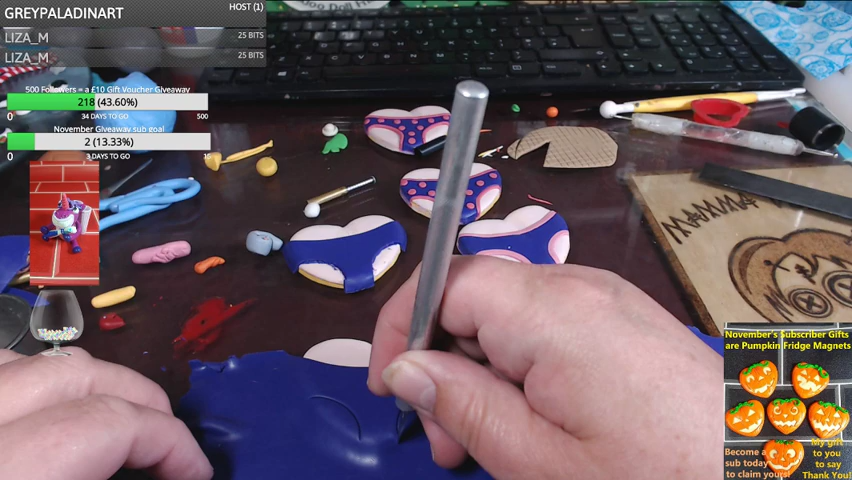 GREYPALADINART
HOST (1)
LIZA_M
25 BITS
LIZA_M
25 BITS
500 Followers = a £10 Gift Voucher Giveaway
218 (43.60%)
0
34 DAYS TO GO
500
November Giveaway sub goal
2 (13.33%)
0
3 DAYS TO GO
15
MAMMA
November's Subscriber Gifts
are Pumpkin Fridge Magnets
Become a
sub today
to claim yours!
My gift
to you
to say
Thank You!